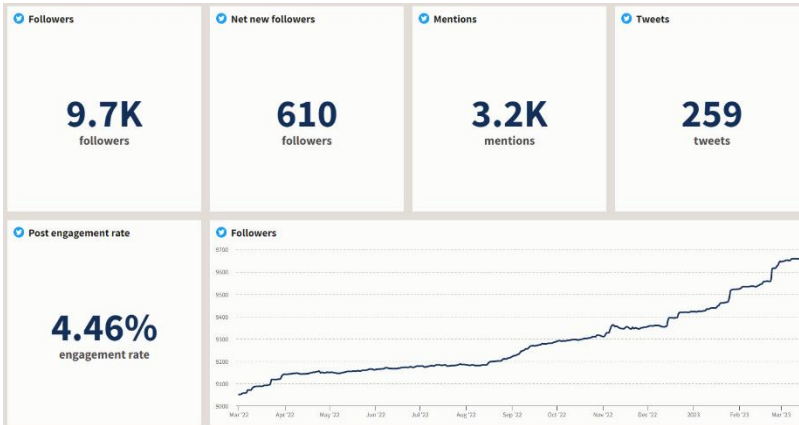 Followers
9.7K
followers
Net new followers
610
followers
Mentions
3.2K
mentions
Tweets
259
tweets
Post engagement rate
4.46%
engagement rate
Followers
9700
9600
9500
9400
9300
9200
9100
9000
Mar '22 Apr '22 May '22 Jun '22 Jul '22 Aug '22 Sep '22 Oct '22 Nov '22 Dec '22 2023 Feb '23 Mar '23